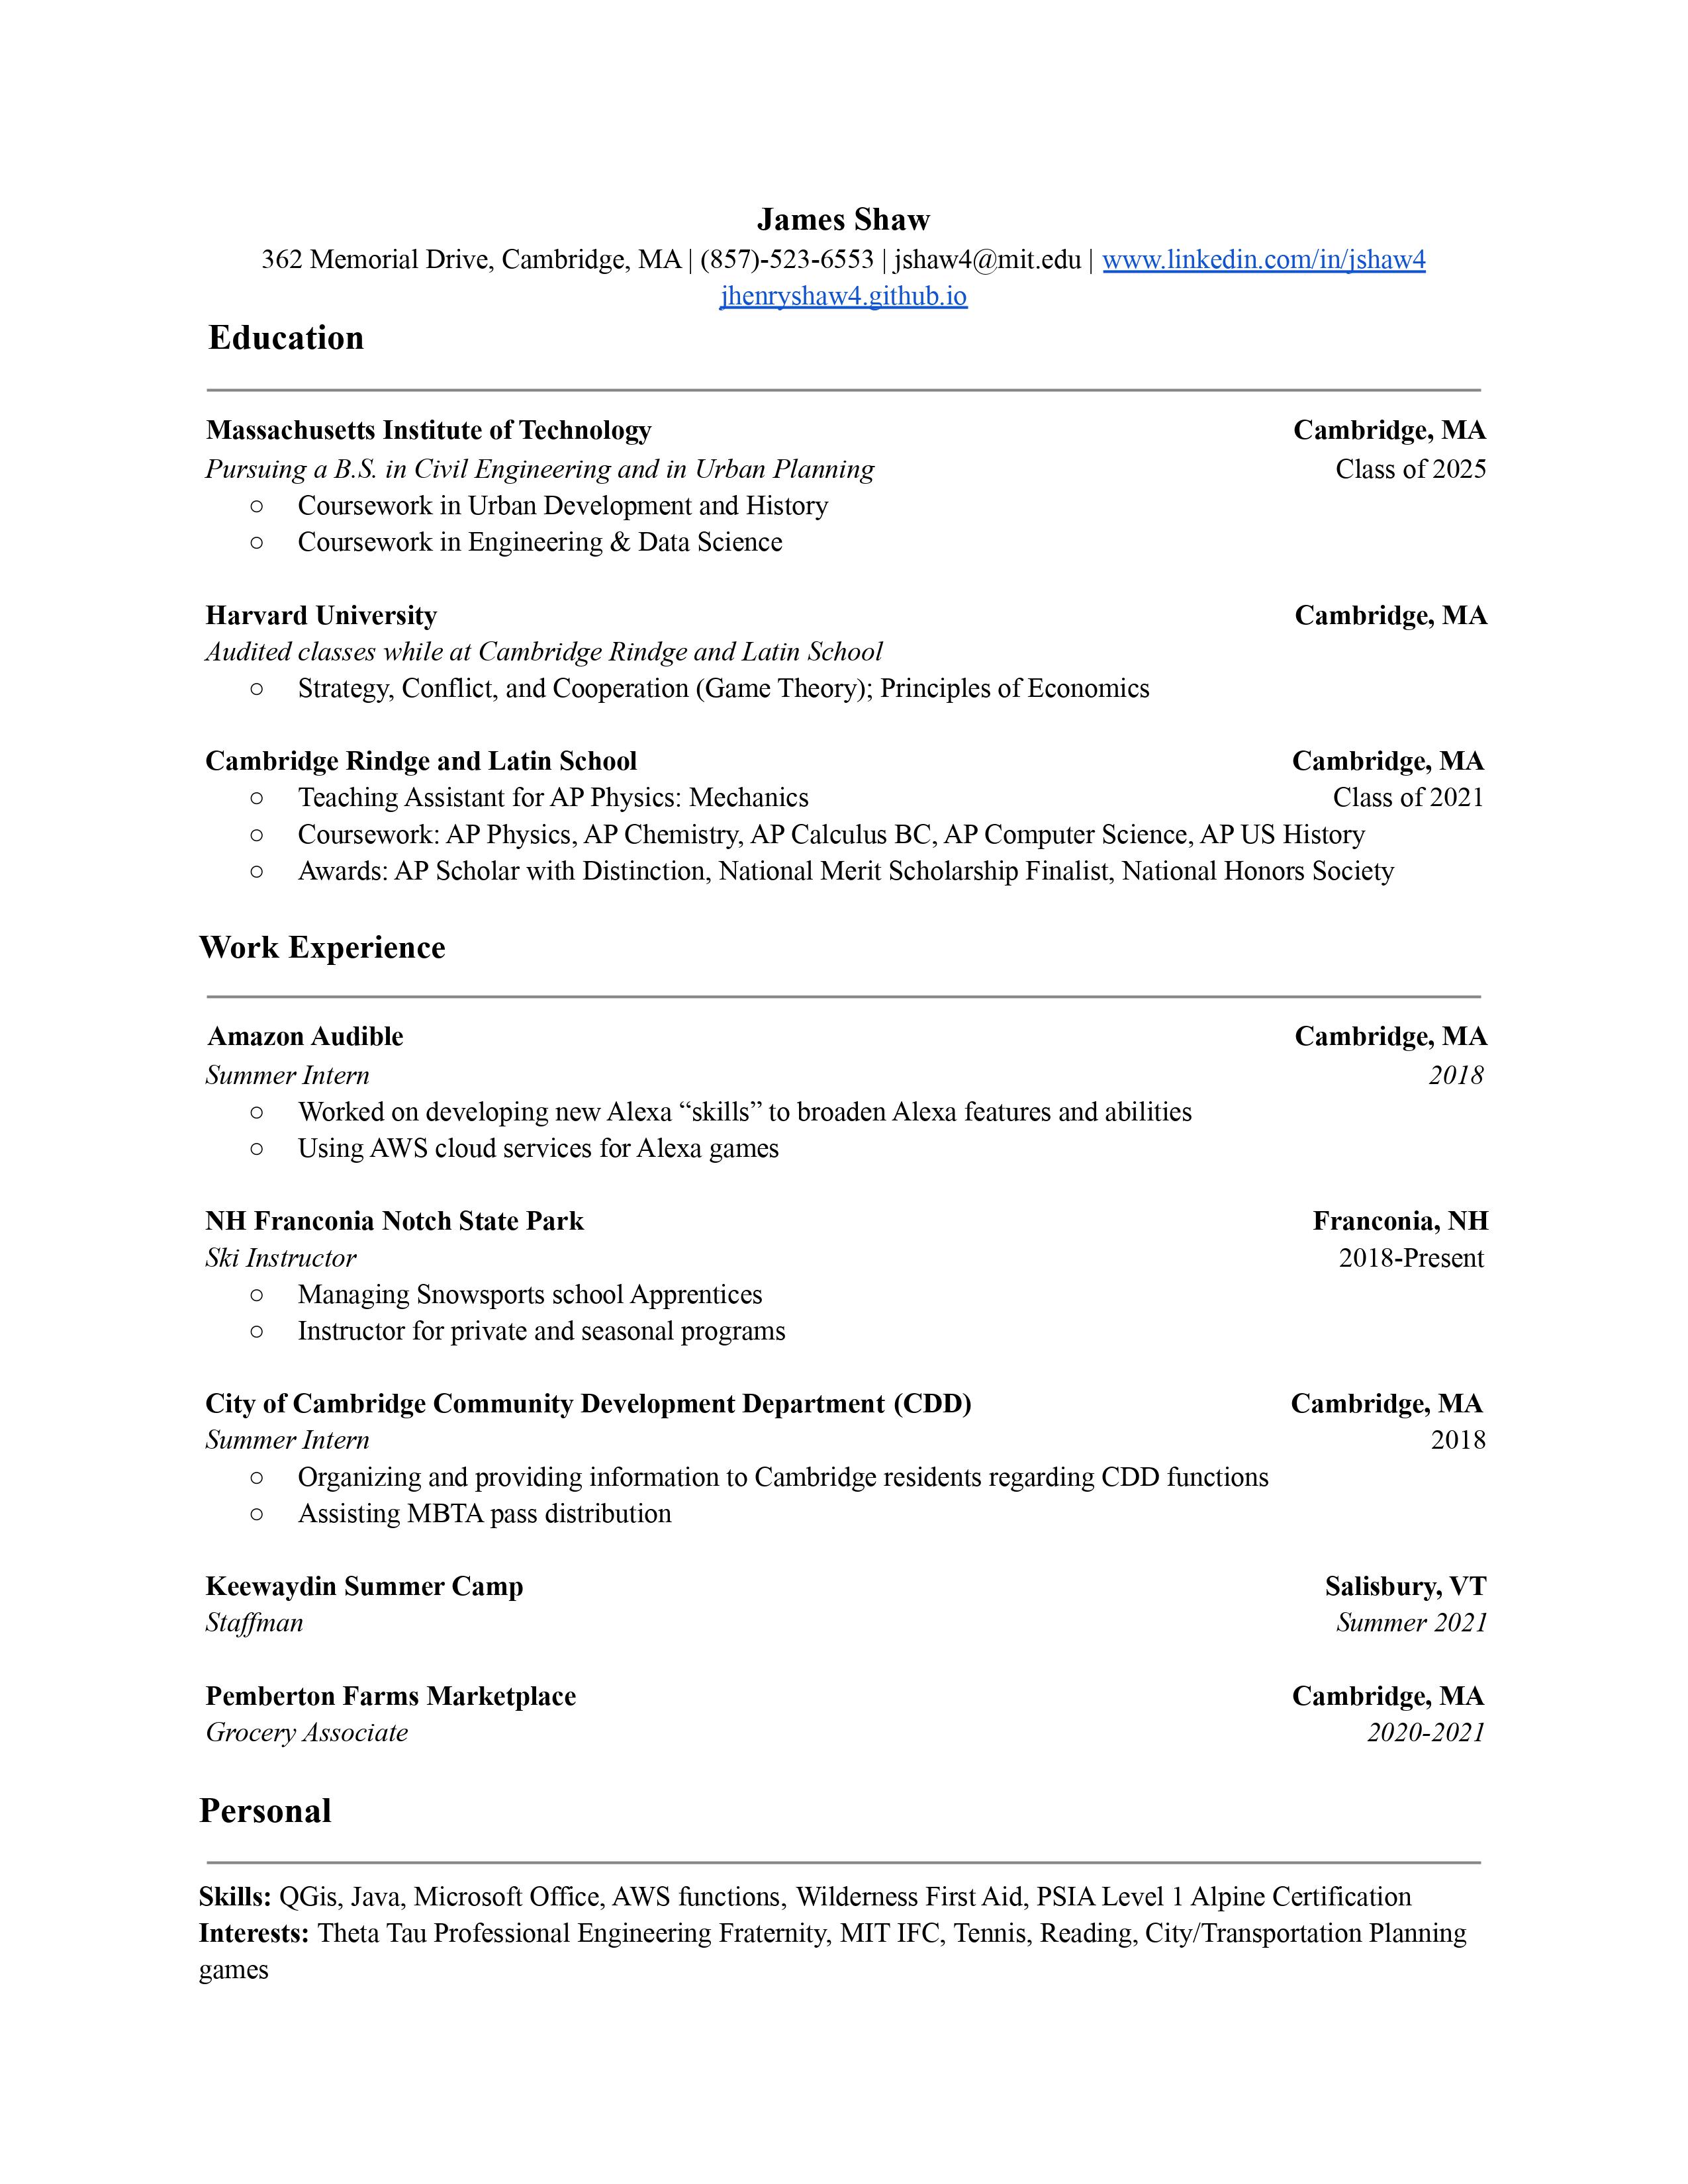 James Shaw
362 Memorial Drive, Cambridge, MA | (857)-523-6553 | jshaw4@mit.edu | www.linkedin.com/in/jshaw4
jhenryshaw4.github.io
Education
Massachusetts Institute of Technology Cambridge, MA
Pursuing a B.S. in Civil Engineering and in Urban Planning Class of 2025
○ Coursework in Urban Development and History
○ Coursework in Engineering & Data Science
Harvard University Cambridge, MA
Audited classes while at Cambridge Rindge and Latin School
○ Strategy, Conflict, and Cooperation (Game Theory); Principles of Economics
Cambridge Rindge and Latin School Cambridge, MA
○ Teaching Assistant for AP Physics: Mechanics Class of 2021
○ Coursework: AP Physics, AP Chemistry, AP Calculus BC, AP Computer Science, AP US History
○ Awards: AP Scholar with Distinction, National Merit Scholarship Finalist, National Honors Society
Work Experience
Amazon Audible Cambridge, MA
Summer Intern 2018
○ Worked on developing new Alexa “skills” to broaden Alexa features and abilities
○ Using AWS cloud services for Alexa games
NH Franconia Notch State Park Franconia, NH
Ski Instructor 2018-Present
○ Managing Snowsports school Apprentices
○ Instructor for private and seasonal programs
City of Cambridge Community Development Department (CDD) Cambridge, MA
Summer Intern 2018
○ Organizing and providing information to Cambridge residents regarding CDD functions
○ Assisting MBTA pass distribution
Keewaydin Summer Camp Salisbury, VT
Staffman Summer 2021
Pemberton Farms Marketplace Cambridge, MA
Grocery Associate 2020-2021
Personal
Skills: QGis, Java, Microsoft Office, AWS functions, Wilderness First Aid, PSIA Level 1 Alpine Certification
Interests: Theta Tau Professional Engineering Fraternity, MIT IFC, Tennis, Reading, City/Transportation Planning
games